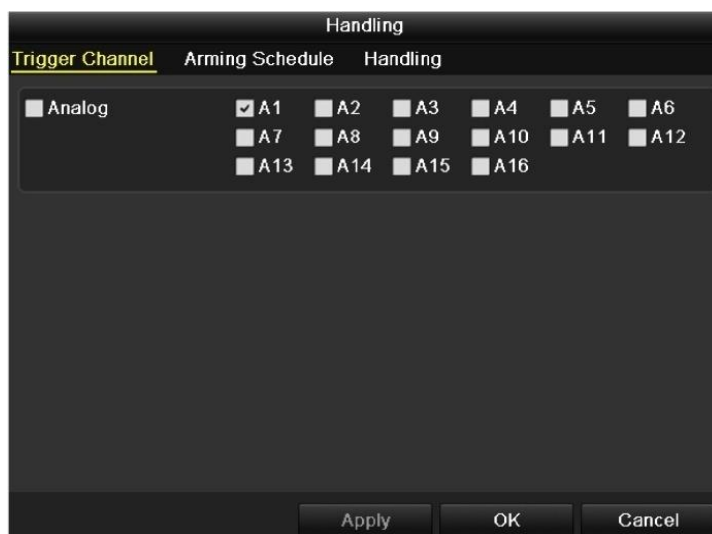 Handling
Trigger Channel Arming Schedule Handling
Analog A1 A2 A3 A4 A5 A6
A7 A8 A9 A10 A11 A12
A13 A14 A15 A16
Apply OK Cancel